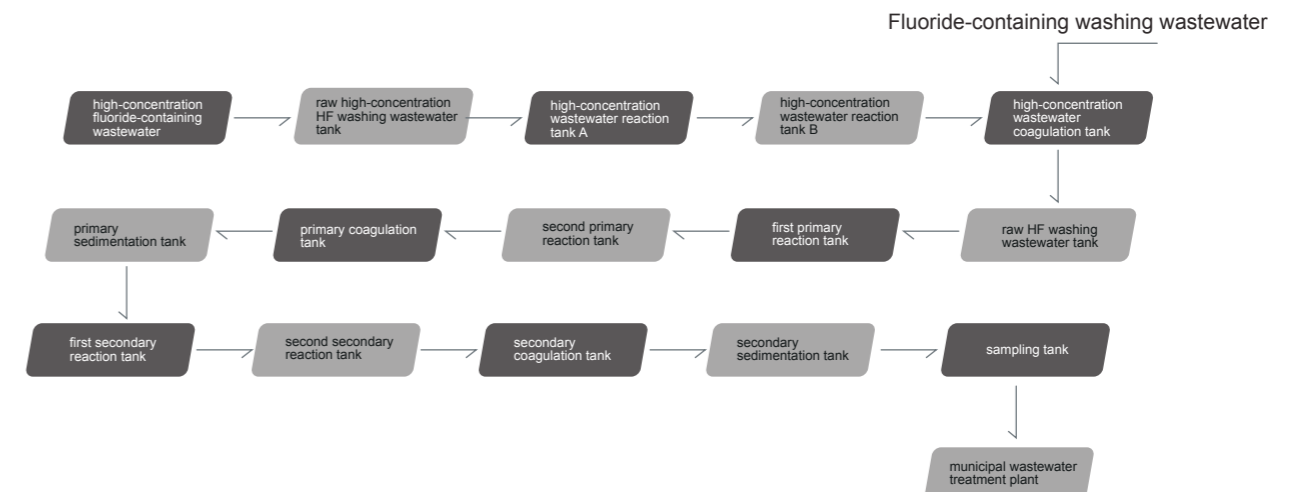 Fluoride-containing washing wastewater
high-concentration
fluoride-containing
wastewater
raw high-concentration
HF washing wastewater
tank
high-concentration
wastewater reaction
tank A
high-concentration
wastewater reaction
tank B
high-concentration
wastewater
coagulation tank
raw HF washing
wastewater tank
first primary
reaction tank
second primary
reaction tank
primary coagulation
tank
primary
sedimentation tank
first secondary
reaction tank
second secondary
reaction tank
secondary
coagulation tank
secondary
sedimentation tank
sampling tank
municipal wastewater
treatment plant